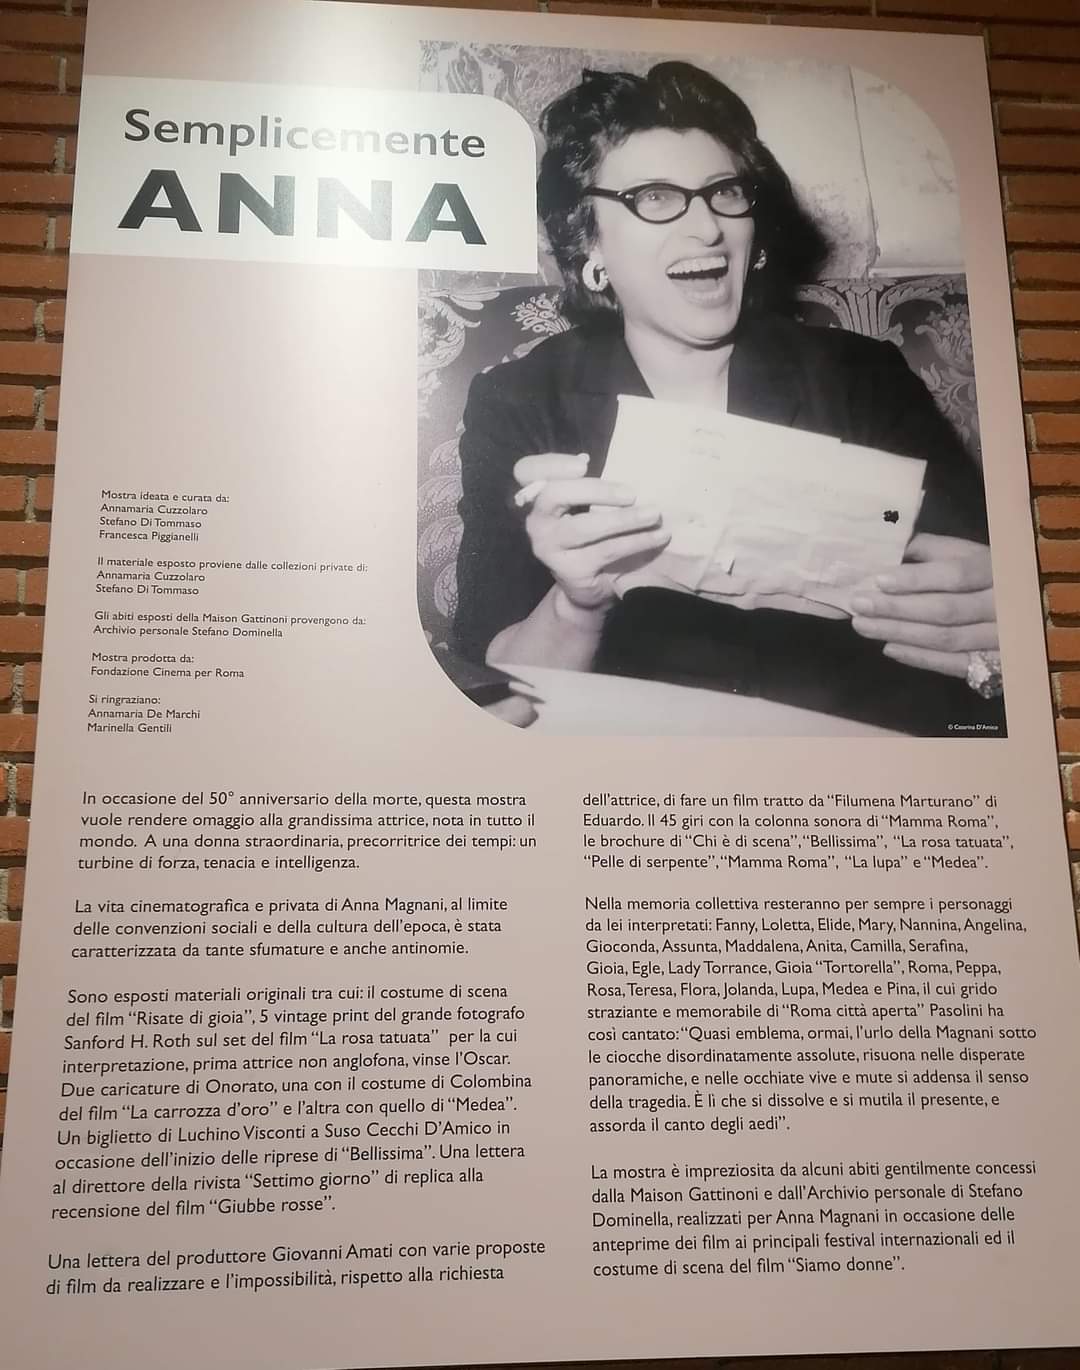 Semplicemente
ANNA
Mostra ideata e curata da:
Annamaria Cuzzolaro
Stefano Di Tommaso
Francesca Piggianelli
Il materiale esposto proviene dalle collezioni private di:
Annamaria Cuzzolaro
Stefano Di Tommaso
Gli abiti esposti della Maison Gattinoni provengono da:
Archivio personale Stefano Dominella
Mostra prodotta da:
Fondazione Cinema per Roma
Si ringraziano:
Annamaria De Marchi
Marinella Gentili
© Caterina D'Amico
In occasione del 50° anniversario della morte, questa mostra
vuole rendere omaggio alla grandissima attrice, nota in tutto il
mondo. A una donna straordinaria, precorritrice dei tempi: un
turbine di forza, tenacia e intelligenza.
La vita cinematografica e privata di Anna Magnani, al limite
delle convenzioni sociali e della cultura dell'epoca, è stata
caratterizzata da tante sfumature e anche antinomie.
Sono esposti materiali originali tra cui: il costume di scena
del film “Risate di gioia”, 5 vintage print del grande fotografo
Sanford H. Roth sul set del film “La rosa tatuata” per la cui
interpretazione, prima attrice non anglofona, vinse l'Oscar.
Due caricature di Onorato, una con il costume di Colombina
del film “La carrozza d'oro” e l'altra con quello di “Medea”.
Un biglietto di Luchino Visconti a Suso Cecchi D'Amico in
occasione dell'inizio delle riprese di “Bellissima”. Una lettera
al direttore della rivista “Settimo giorno” di replica alla
recensione del film “Giubbe rosse”.
Una lettera del produttore Giovanni Amati con varie proposte
di film da realizzare e l'impossibilità, rispetto alla richiesta
dell'attrice, di fare un film tratto da “Filumena Marturano” di
Eduardo. Il 45 giri con la colonna sonora di “Mamma Roma”,
le brochure di “Chi è di scena”, “Bellissima”, “La rosa tatuata”,
“Pelle di serpente”, “Mamma Roma”, “La lupa” e “Medea”.
Nella memoria collettiva resteranno per sempre i personaggi
da lei interpretati: Fanny, Loletta, Elide, Mary, Nannina, Angelina,
Gioconda, Assunta, Maddalena, Anita, Camilla, Serafina,
Gioia, Egle, Lady Torrance, Gioia “Tortorella”, Roma, Peppa,
Rosa, Teresa, Flora, Jolanda, Lupa, Medea e Pina, il cui grido
straziante e memorabile di “Roma città aperta” Pasolini ha
così cantato: “Quasi emblema, ormai, l'urlo della Magnani sotto
le ciocche disordinatamente assolute, risuona nelle disperate
panoramiche, e nelle occhiate vive e mute si addensa il senso
della tragedia. È lì che si dissolve e si mutila il presente, e
assorda il canto degli aedi”.
La mostra è impreziosita da alcuni abiti gentilmente concessi
dalla Maison Gattinoni e dall'Archivio personale di Stefano
Dominella, realizzati per Anna Magnani in occasione delle
anteprime dei film ai principali festival internazionali ed il
costume di scena del film “Siamo donne”.